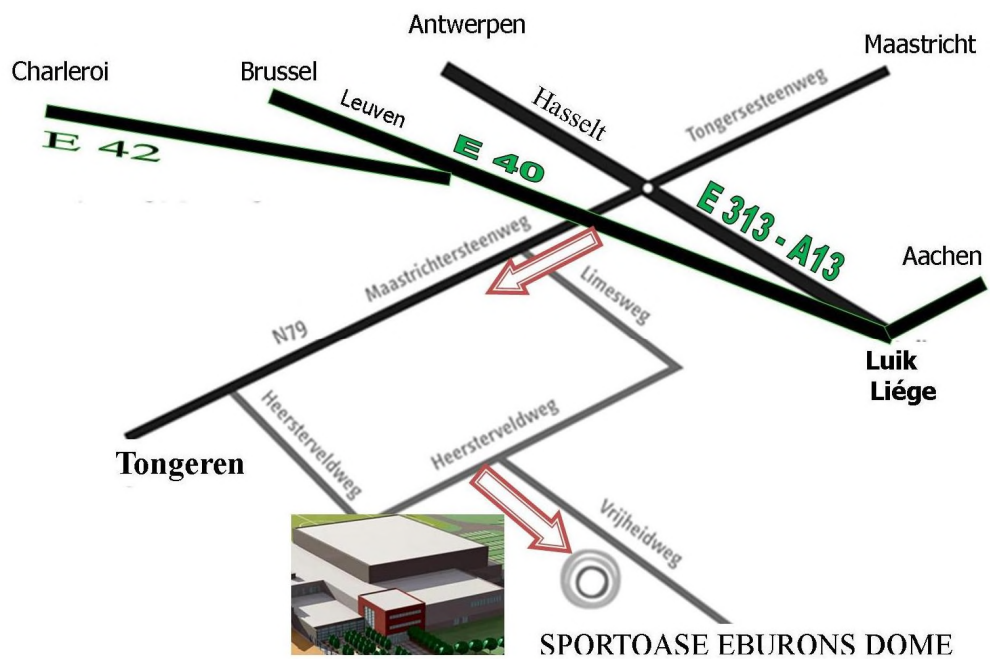 Antwerpen
Maastricht
Charleroi
Brussel
Leuven
Hasselt
Tongersesteenweg
E 42
E 40
E 313 - A13
Maastrichtersteenweg
Aachen
Limesweg
N79
Luik
Liége
Heersterveldweg
Heersterveldweg
Tongeren
Vrijheidweg
SPORTOASE EBURONS DOME